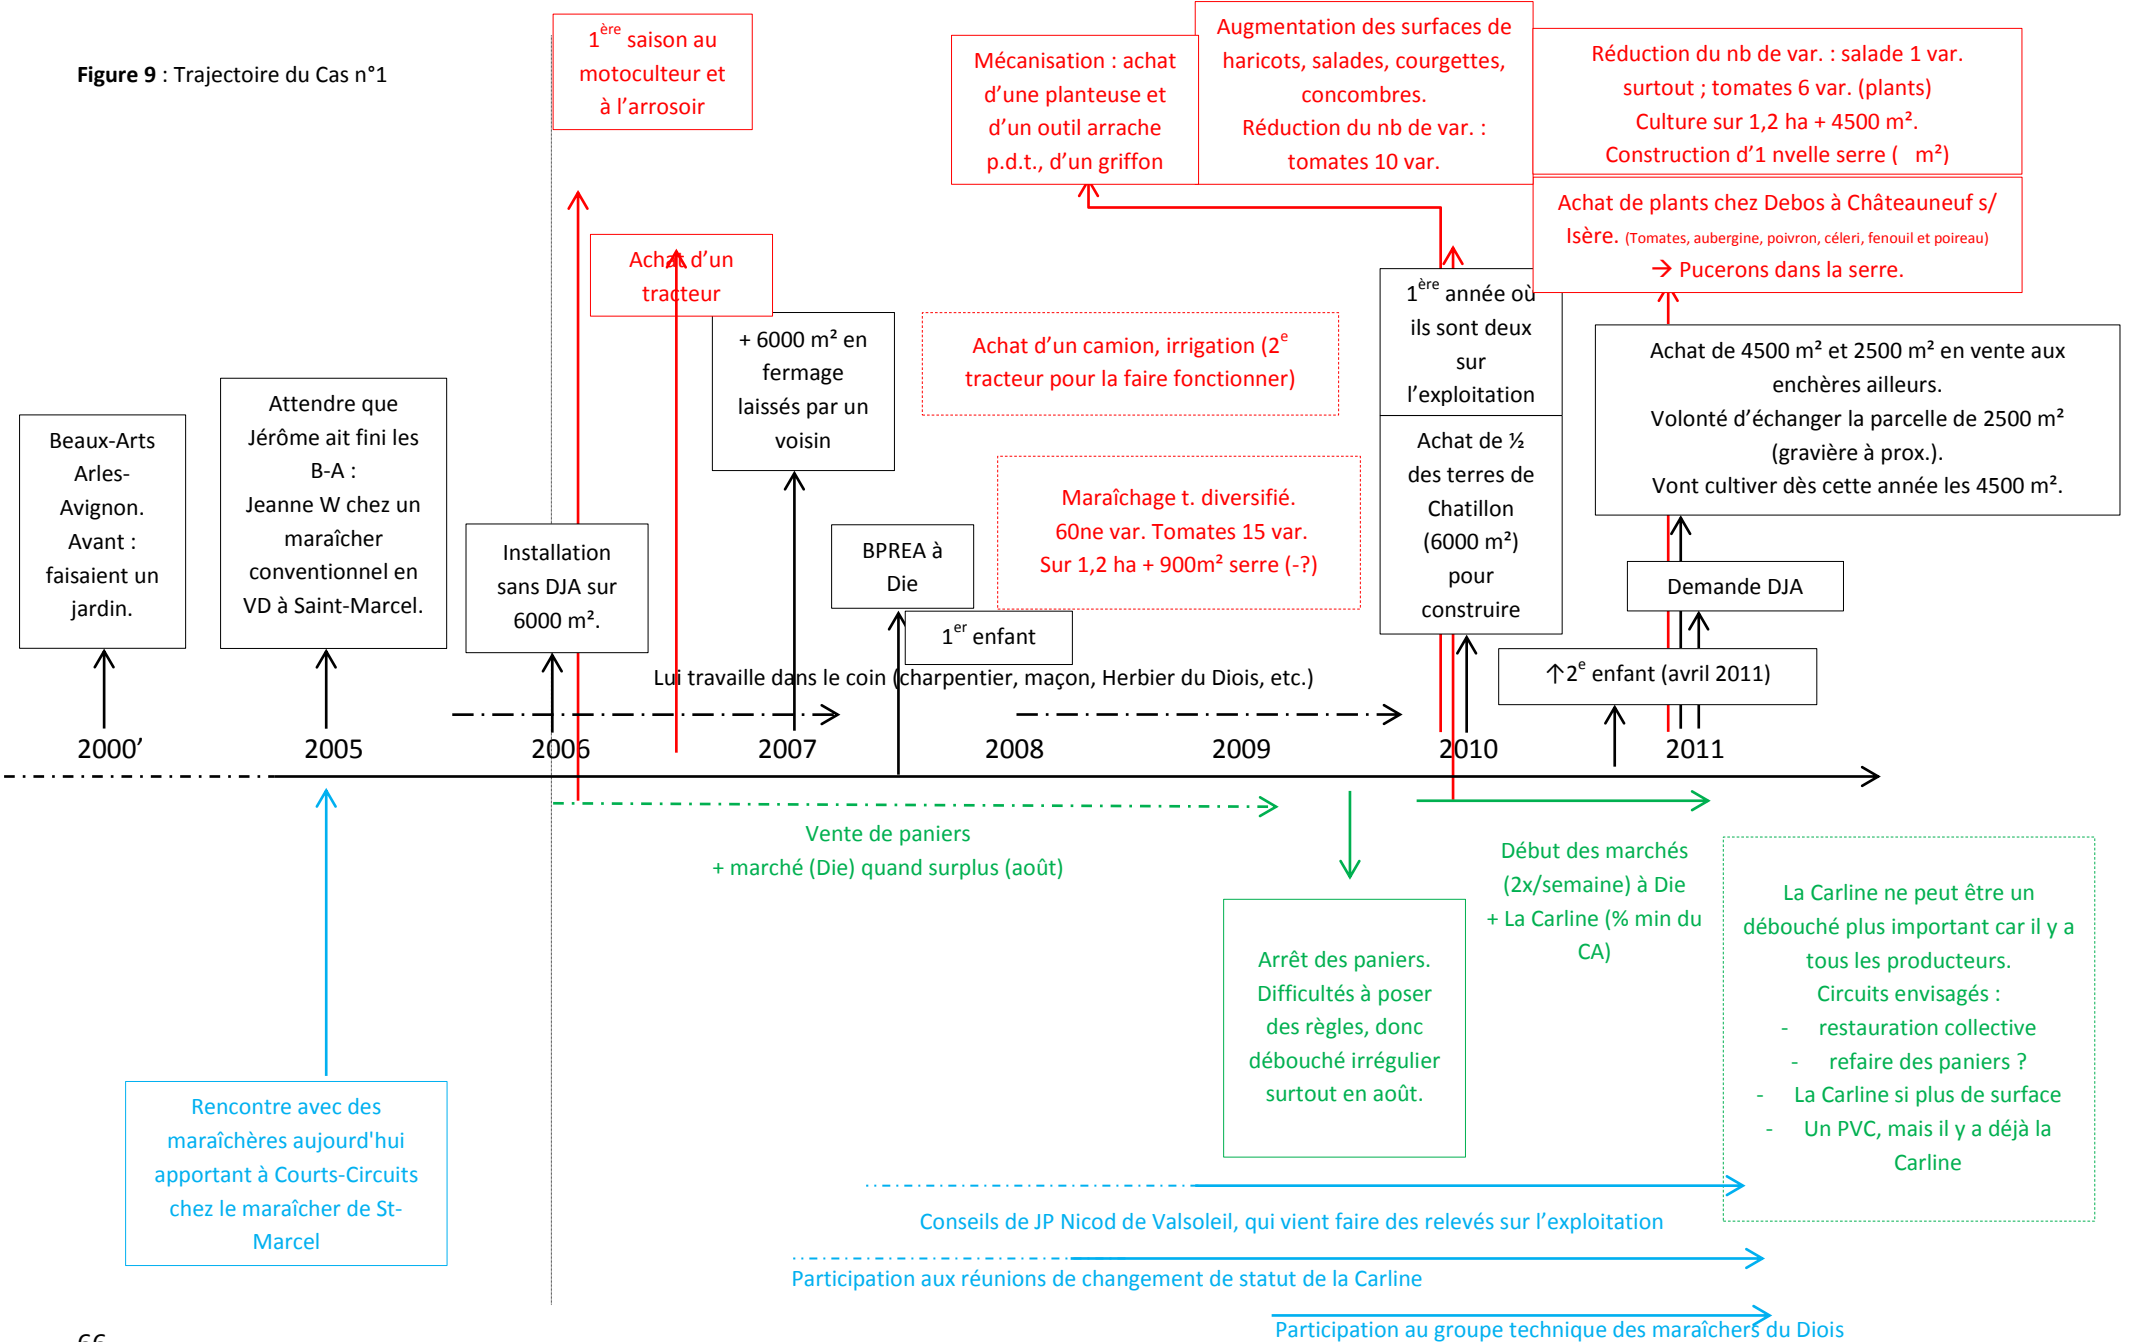 Figure 9 : Trajectoire du Cas n°1
1ère saison au
motoculteur et
à l'arrosoir
Mécanisation : achat
d'une planteuse et
d'un outil arrache
p.d.t., d'un griffon
Augmentation des surfaces de
haricots, salades, courgettes,
concombres.
Réduction du nb de var. :
tomates 10 var.
Réduction du nb de var. : salade 1 var.
surtout ; tomates 6 var. (plants)
Culture sur 1,2 ha + 4500 m².
Construction d'1 nvelle serre (   m²)
Achat de plants chez Debos à Châteauneuf s/
Isère. (Tomates, aubergine, poivron, céleri, fenouil et poireau)
→ Pucerons dans la serre.
Achat d'un
tracteur
+ 6000 m² en
fermage
laissés par un
voisin
Achat d'un camion, irrigation (2e
tracteur pour la faire fonctionner)
1ère année où
ils sont deux
sur
l'exploitation
Achat de 4500 m² et 2500 m² en vente aux
enchères ailleurs.
Volonté d'échanger la parcelle de 2500 m²
(gravière à prox.).
Vont cultiver dès cette année les 4500 m².
Beaux-Arts
Arles-
Avignon.
Avant :
faisaient un
jardin.
Attendre que
Jérôme ait fini les
B-A :
Jeanne W chez un
maraîcher
conventionnel en
VD à Saint-Marcel.
Installation
sans DJA sur
6000 m².
BPREA à
Die
1er enfant
Maraîchage t. diversifié.
60ne var. Tomates 15 var.
Sur 1,2 ha + 900m² serre (-?)
Achat de ½
des terres de
Chatillon
(6000 m²)
pour
construire
Demande DJA
↑2e enfant (avril 2011)
Lui travaille dans le coin (charpentier, maçon, Herbier du Diois, etc.)
2000' 2005 2006 2007 2008 2009 2010 2011
Vente de paniers
+ marché (Die) quand surplus (août)
Début des marchés
(2x/semaine) à Die
+ La Carline (% min du
CA)
Arrêt des paniers.
Difficultés à poser
des règles, donc
débouché irrégulier
surtout en août.
La Carline ne peut être un
débouché plus important car il y a
tous les producteurs.
Circuits envisagés :
- restauration collective
- refaire des paniers ?
- La Carline si plus de surface
- Un PVC, mais il y a déjà la
Carline
Rencontre avec des
maraîchères aujourd'hui
apportant à Courts-Circuits
chez le maraîcher de St-
Marcel
Conseils de JP Nicod de Valsoleil, qui vient faire des relevés sur l'exploitation
Participation aux réunions de changement de statut de la Carline
Participation au groupe technique des maraîchers du Diois
66